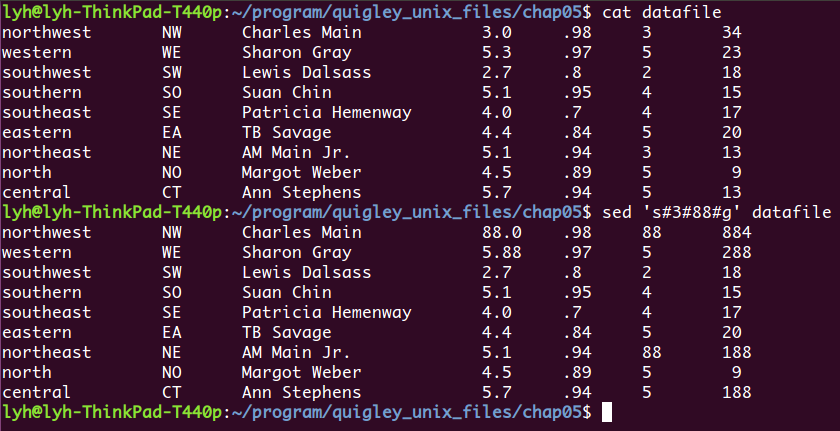 lyh@lyh-ThinkPad-T440p:~/program/quigley_unix_files/chap05$ cat datafile
northwest NW Charles Main 3.0 .98 3 34
western WE Sharon Gray 5.3 .97 5 23
southwest SW Lewis Dalsass 2.7 .8 2 18
southern SO Suan Chin 5.1 .95 4 15
southeast SE Patricia Hemenway 4.0 .7 4 17
eastern EA TB Savage 4.4 .84 5 20
northeast NE AM Main Jr. 5.1 .94 3 13
north NO Margot Weber 4.5 .89 5 9
central CT Ann Stephens 5.7 .94 5 13
lyh@lyh-ThinkPad-T440p:~/program/quigley_unix_files/chap05$ sed 's#3#88#g' datafile
northwest NW Charles Main 88.0 .98 88 884
western WE Sharon Gray 5.88 .97 5 288
southwest SW Lewis Dalsass 2.7 .8 2 18
southern SO Suan Chin 5.1 .95 4 15
southeast SE Patricia Hemenway 4.0 .7 4 17
eastern EA TB Savage 4.4 .84 5 20
northeast NE AM Main Jr. 5.1 .94 88 188
north NO Margot Weber 4.5 .89 5 9
central CT Ann Stephens 5.7 .94 5 188
lyh@lyh-ThinkPad-T440p:~/program/quigley_unix_files/chap05$